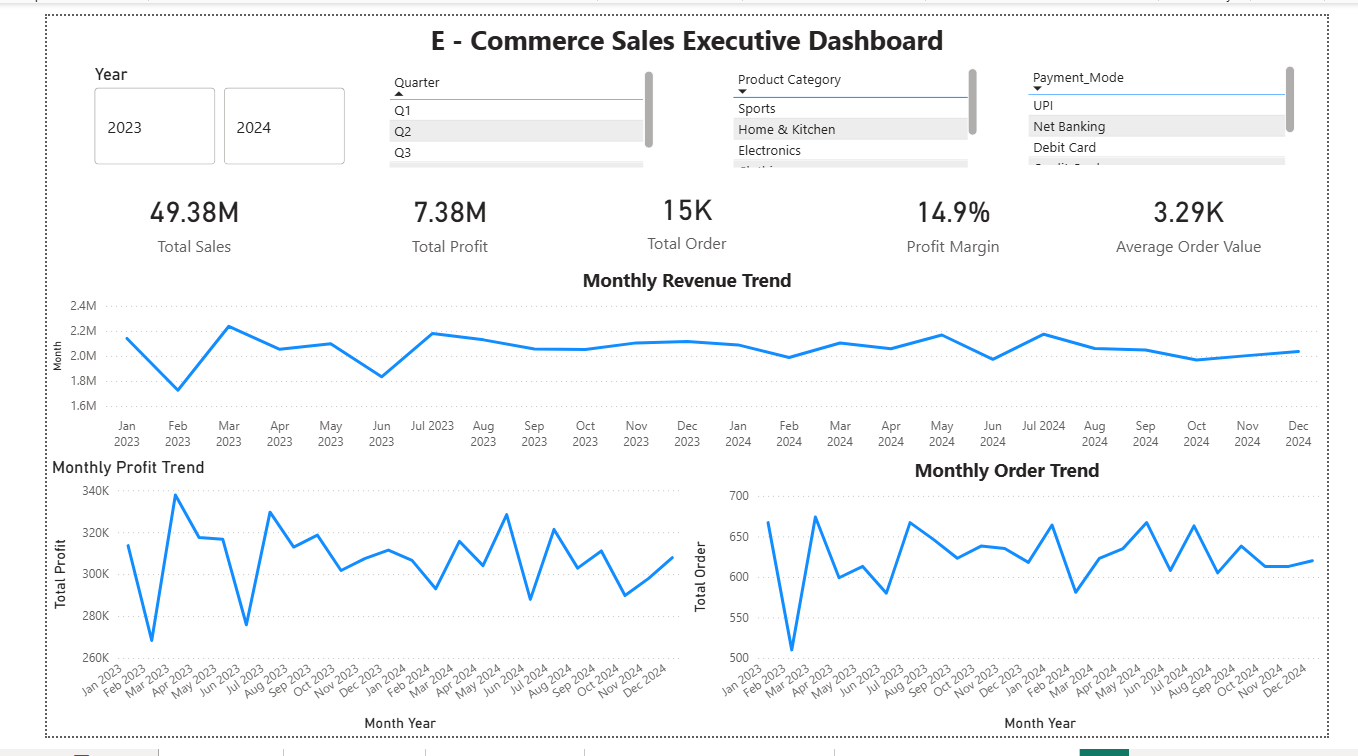 E - Commerce Sales Executive Dashboard
Year
2023
2024
Quarter
Q1
Q2
Q3
Product Category
Sports
Home & Kitchen
Electronics
Payment_Mode
UPI
Net Banking
Debit Card
49.38M
Total Sales
7.38M
Total Profit
15K
Total Order
14.9%
Profit Margin
3.29K
Average Order Value
Monthly Revenue Trend
Month
2.4M
2.2M
2.0M
1.8M
1.6M
Jan 2023
Feb 2023
Mar 2023
Apr 2023
May 2023
Jun 2023
Jul 2023
Aug 2023
Sep 2023
Oct 2023
Nov 2023
Dec 2023
Jan 2024
Feb 2024
Mar 2024
Apr 2024
May 2024
Jun 2024
Jul 2024
Aug 2024
Sep 2024
Oct 2024
Nov 2024
Dec 2024
Monthly Profit Trend
Total Profit
340K
320K
300K
280K
260K
Jan 2023
Feb 2023
Mar 2023
Apr 2023
May 2023
Jun 2023
Jul 2023
Aug 2023
Sep 2023
Oct 2023
Nov 2023
Dec 2023
Jan 2024
Feb 2024
Mar 2024
Apr 2024
May 2024
Jun 2024
Jul 2024
Aug 2024
Sep 2024
Oct 2024
Nov 2024
Dec 2024
Month Year
Monthly Order Trend
Total Order
700
650
600
550
500
Jan 2023
Feb 2023
Mar 2023
Apr 2023
May 2023
Jun 2023
Jul 2023
Aug 2023
Sep 2023
Oct 2023
Nov 2023
Dec 2023
Jan 2024
Feb 2024
Mar 2024
Apr 2024
May 2024
Jun 2024
Jul 2024
Aug 2024
Sep 2024
Oct 2024
Nov 2024
Dec 2024
Month Year